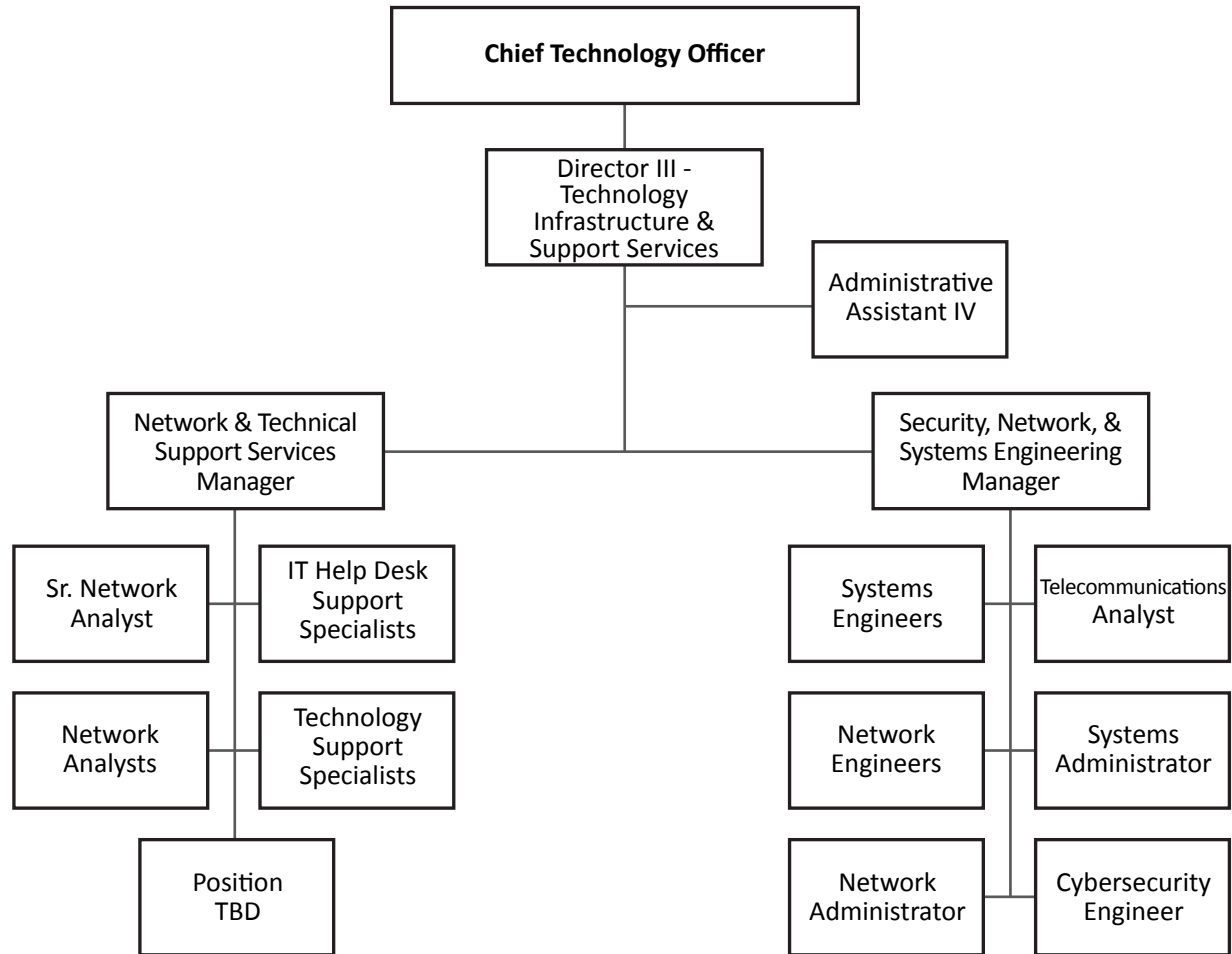 Chief Technology Officer
Director III -
Technology
Infrastructure &
Support Services
Administrative
Assistant IV
Network & Technical
Support Services
Manager
Security, Network, &
Systems Engineering
Manager
Sr. Network
Analyst
IT Help Desk
Support
Specialists
Systems
Engineers
Telecommunications
Analyst
Network
Analysts
Technology
Support
Specialists
Network
Engineers
Systems
Administrator
Position
TBD
Network
Administrator
Cybersecurity
Engineer